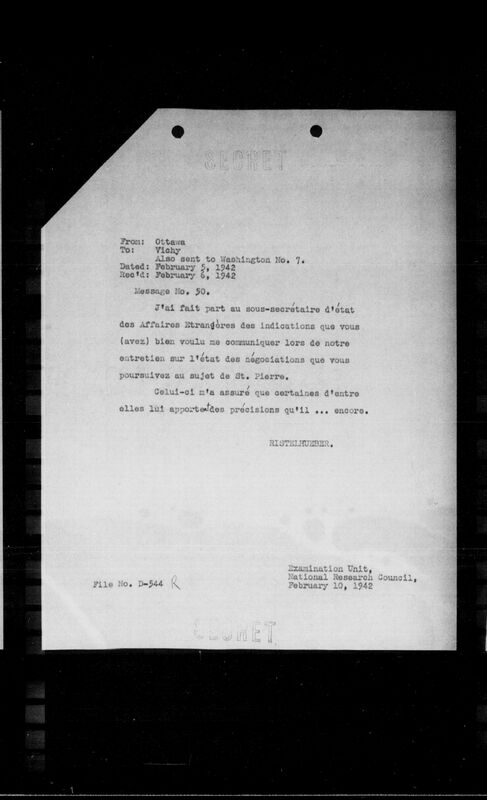 SECRET
From: Ottawa
To: Vichy
Also sent to Washington No. 7.
Dated: February 5, 1942
Rec'd: February 6, 1942
Message No. 50.
J'ai fait part au sous-secrétaire d'état
des Affaires Etrangères des indications que vous
(avez) bien voulu me communiquer lors de notre
entretien sur l'état des négociations que vous
poursuivez au sujet de St. Pierre.
Celui-ci m'a assuré que certaines d'entre
elles lui apportent des précisions qu'il ... encore.
RISTELHUEBER.
Examination Unit,
National Research Council,
February 10, 1942
File No. D-544 R
SECRET